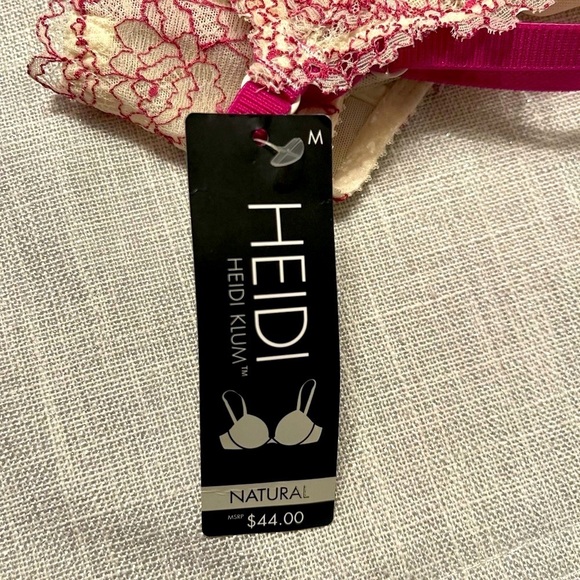 M
HEIDI
HEIDI KLUM™
NATURAL
MSRP $44.00